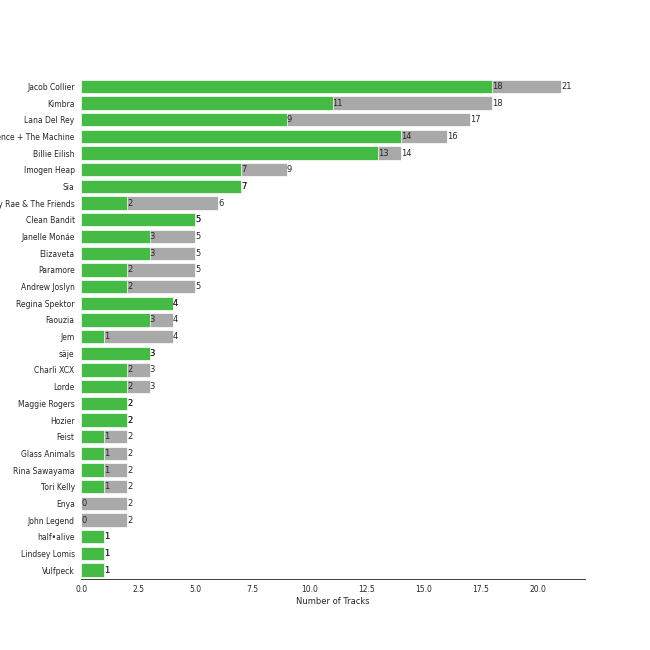 Jacob Collier 18 21
Kimbra 11 18
Lana Del Rey 9 17
ence + The Machine 14 16
Billie Eilish 13 14
Imogen Heap 7 9
Sia 7
y Rae & The Friends 2 6
Clean Bandit 5
Janelle Monáe 3 5
Elizaveta 3 5
Paramore 2 5
Andrew Joslyn 2 5
Regina Spektor 4
Faouzia 3 4
Jem 1 4
säje 3
Charli XCX 2 3
Lorde 2 3
Maggie Rogers 2
Hozier 2
Feist 1 2
Glass Animals 1 2
Rina Sawayama 1 2
Tori Kelly 1 2
Enya 0 2
John Legend 0 2
half•alive 1
Lindsey Lomis 1
Vulfpeck 1
0.0 2.5 5.0 7.5 10.0 12.5 15.0 17.5 20.0
Number of Tracks